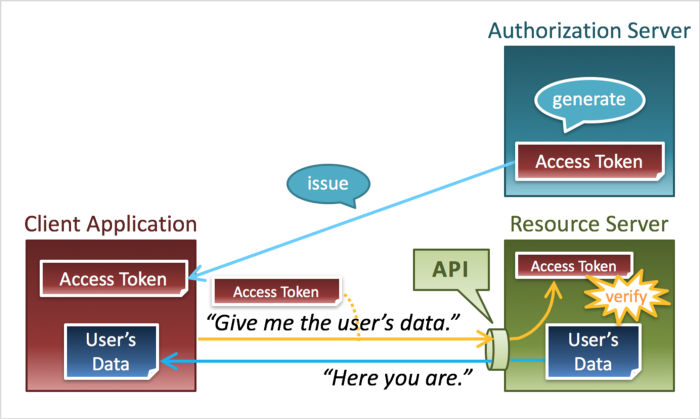 Authorization Server
generate
Access Token
issue
Client Application
Resource Server
Access Token
API
Access Token
Access Token
verify
“Give me the user’s data.”
User’s
Data
User’s
Data
“Here you are.”